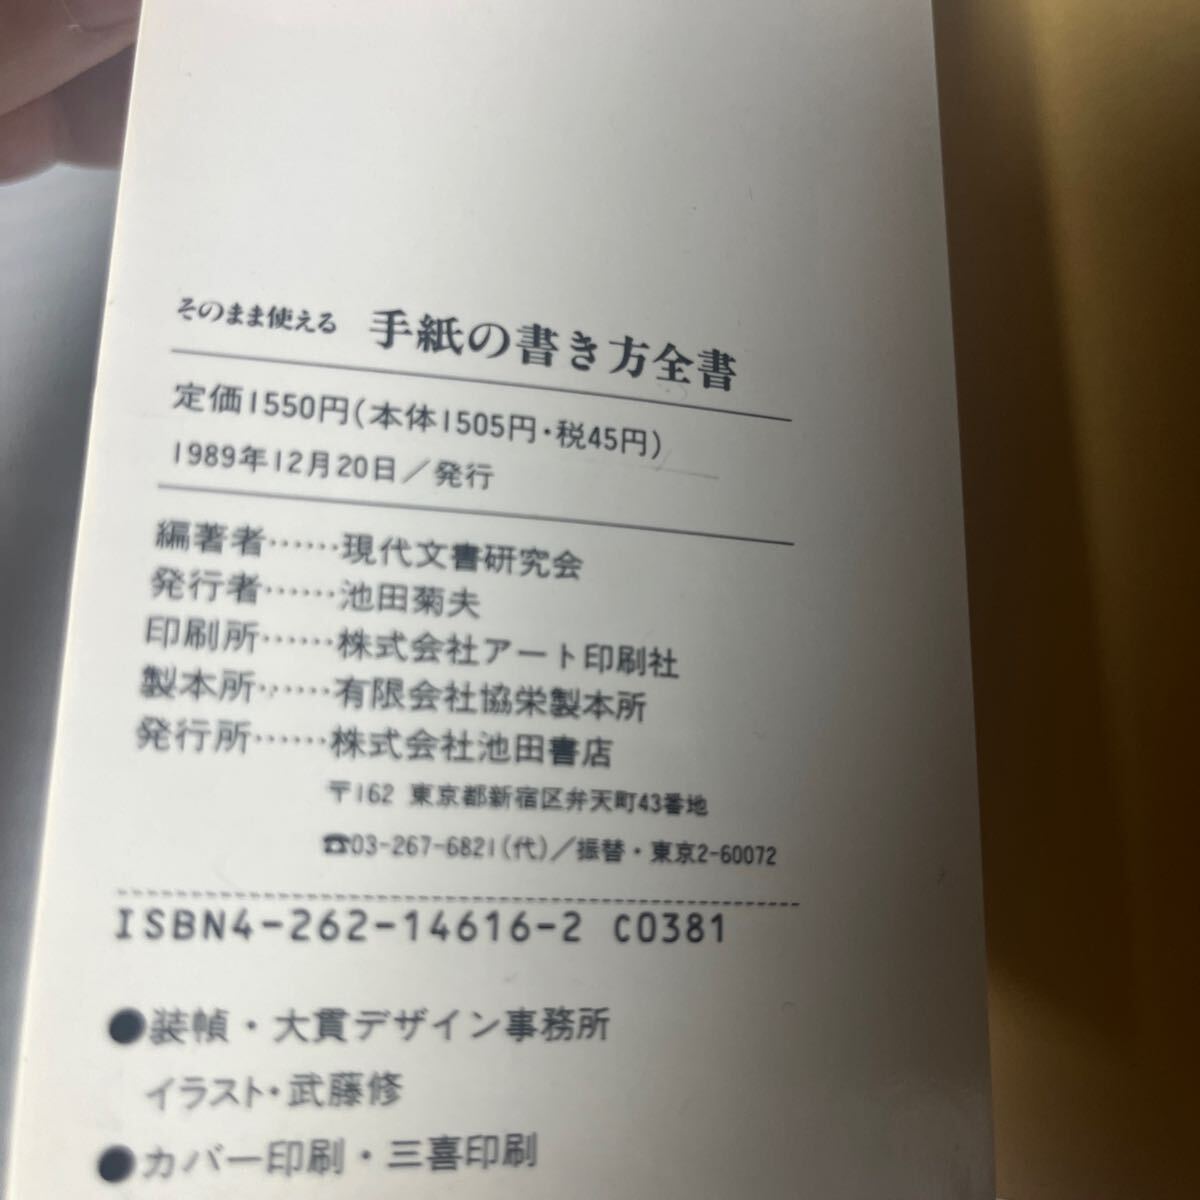 そのまま使える 手紙の書き方全書
定価1550円(本体1505円・税45円)
1989年12月20日/発行
編著者……現代文書研究会
発行者……池田菊夫
印刷所……株式会社アート印刷社
製本所……有限会社協栄製本所
発行所……株式会社池田書店
〒162 東京都新宿区弁天町43番地
☎03-267-6821(代)/振替・東京2-60072
ISBN4-262-14616-2 C0381
●装幀・大貫デザイン事務所
イラスト・武藤修
●カバー印刷・三喜印刷